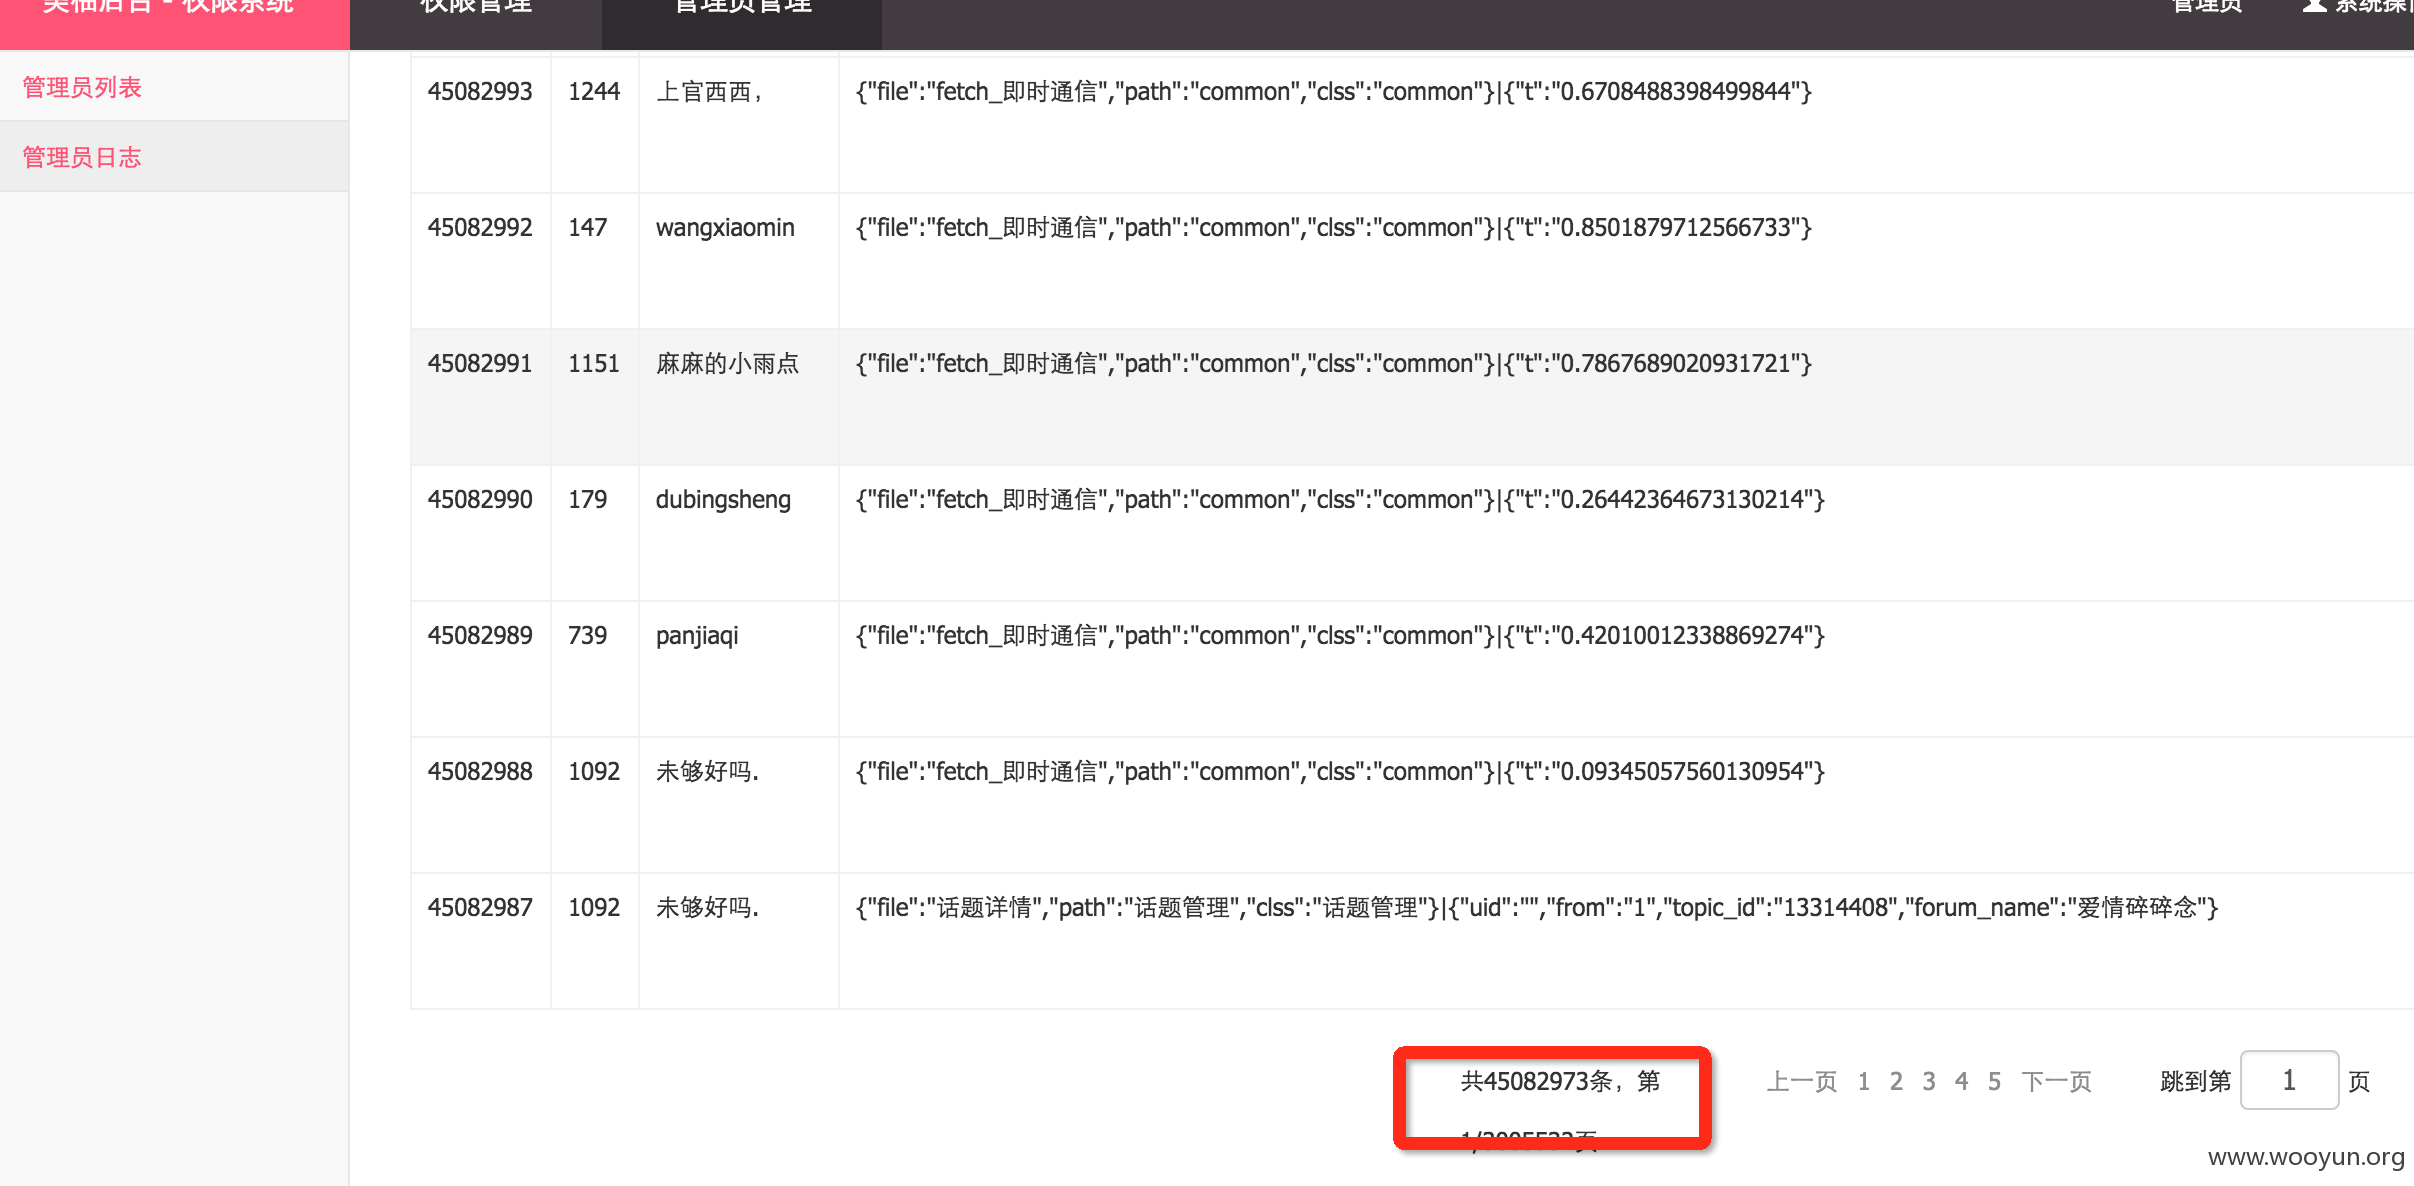 美柚后台 - 权限系统
权限管理
管理员管理
管理员
管理员列表
管理员日志
45082993 1244 上官西西， {"file":"fetch_即时通信","path":"common","clss":"common"}|{"t":"0.6708488398499844"}
45082992 147 wangxiaomin {"file":"fetch_即时通信","path":"common","clss":"common"}|{"t":"0.8501879712566733"}
45082991 1151 麻麻的小雨点 {"file":"fetch_即时通信","path":"common","clss":"common"}|{"t":"0.7867689020931721"}
45082990 179 dubingsheng {"file":"fetch_即时通信","path":"common","clss":"common"}|{"t":"0.26442364673130214"}
45082989 739 panjiaqi {"file":"fetch_即时通信","path":"common","clss":"common"}|{"t":"0.42010012338869274"}
45082988 1092 未够好吗. {"file":"fetch_即时通信","path":"common","clss":"common"}|{"t":"0.09345057560130954"}
45082987 1092 未够好吗. {"file":"话题详情","path":"话题管理","clss":"话题管理"}|{"uid":"","from":"1","topic_id":"13314408","forum_name":"爱情碎碎念"}
共45082973条，第
上一页 1 2 3 4 5 下一页 跳到第 1 页
www.wooyun.org